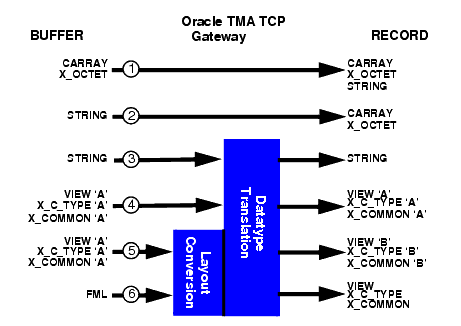 Oracle TMA TCP
Gateway
BUFFER
RECORD
CARRAY
X_OCTET
1
CARRAY
X_OCTET
STRING
STRING
2
CARRAY
X_OCTET
STRING
3
STRING
VIEW 'A'
X_C_TYPE 'A'
X_COMMON 'A'
4
VIEW 'A'
X_C_TYPE 'A'
X_COMMON 'A'
VIEW 'A'
X_C_TYPE 'A'
X_COMMON 'A'
5
VIEW 'B'
X_C_TYPE 'B'
X_COMMON 'B'
FML
6
VIEW
X_C_TYPE
X_COMMON
Datatype
Translation
Layout
Conversion